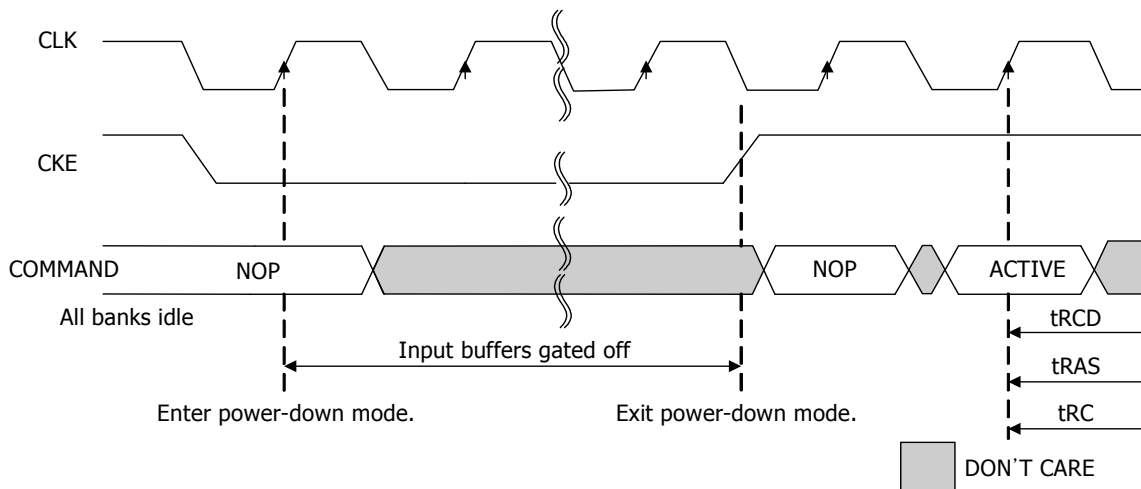 CLK
CKE
COMMAND
NOP
NOP
ACTIVE
All banks idle
tRCD
Input buffers gated off
tRAS
Enter power-down mode.
Exit power-down mode.
tRC
DON'T CARE